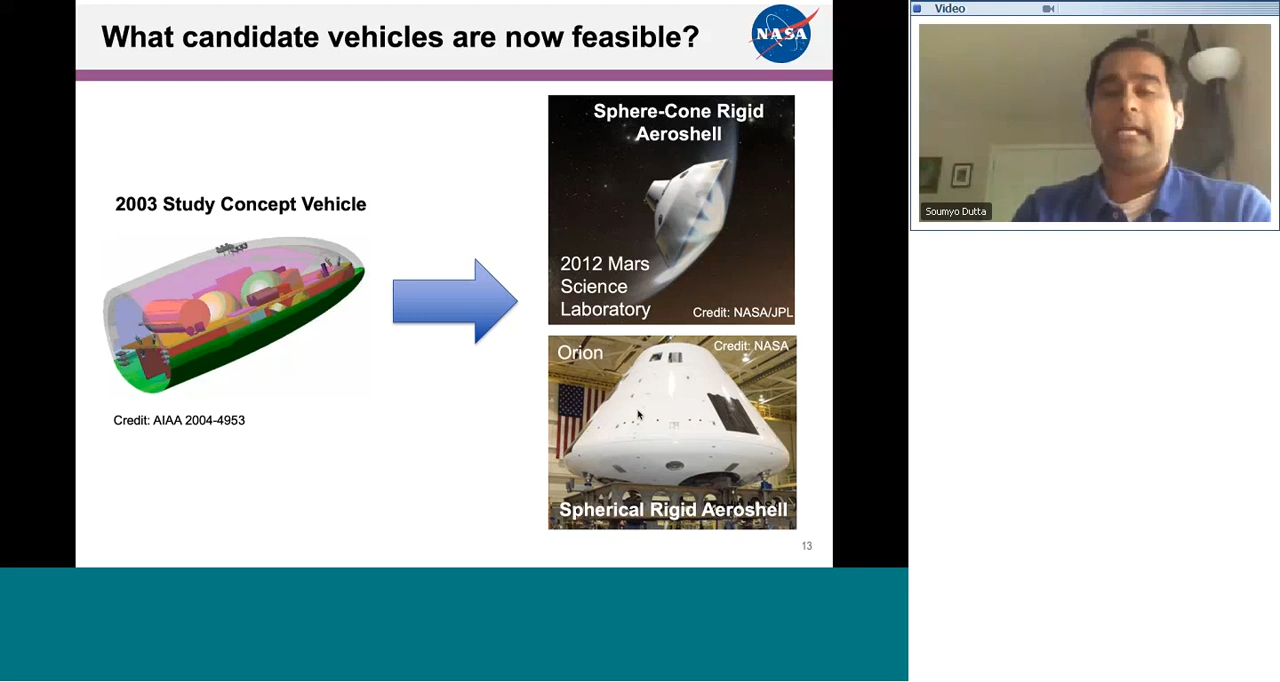 What candidate vehicles are now feasible?
NASA
2003 Study Concept Vehicle
Credit: AIAA 2004-4953
Sphere-Cone Rigid
Aeroshell
2012 Mars
Science
Laboratory
Credit: NASA/JPL
Orion
Credit: NASA
Spherical Rigid Aeroshell
13
Video
Soumyo Dutta